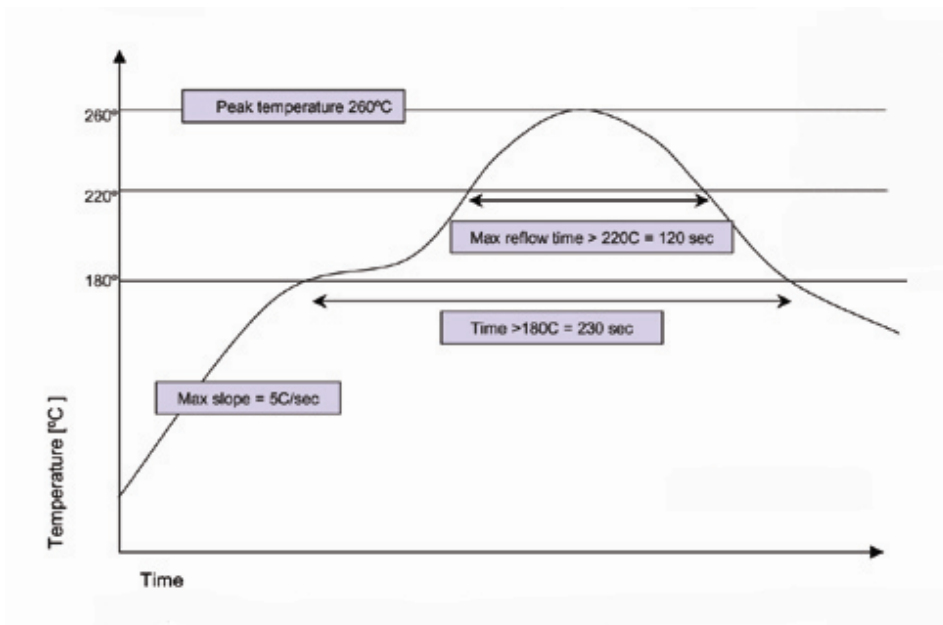 Peak temperature 260ºC
260º
220º
Max reflow time > 220C = 120 sec
180º
Time >180C = 230 sec
Max slope = 5C/sec
Temperature [ºC ]
Time